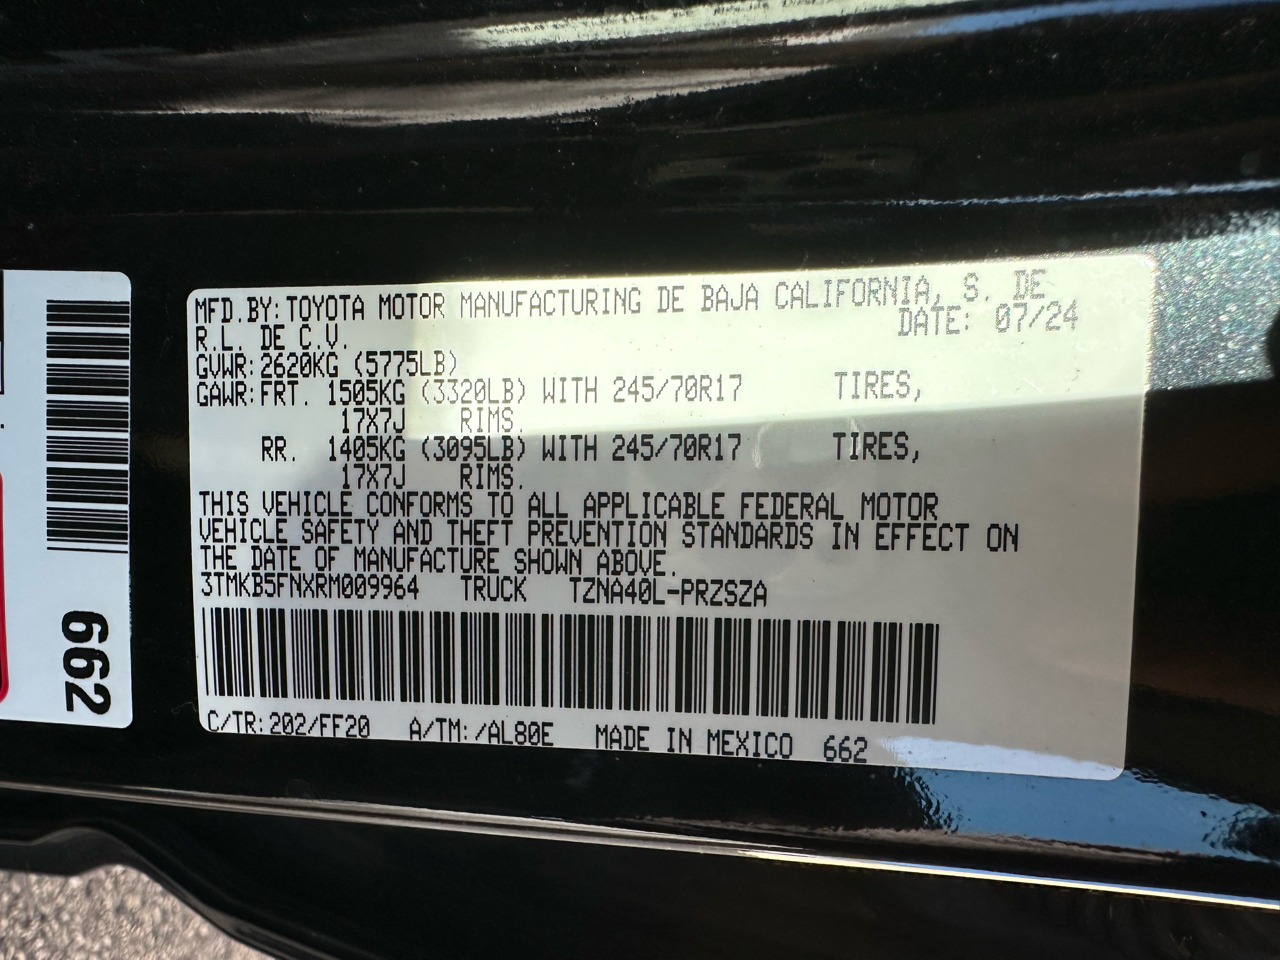 MFD.BY:TOYOTA MOTOR MANUFACTURING DE BAJA CALIFORNIA, S. DE
R.L. DE C.V. DATE: 07/24
GVWR:2620KG (5775LB)
GAWR:FRT. 1505KG (3320LB) WITH 245/70R17 TIRES,
17X7J RIMS.
RR. 1405KG (3095LB) WITH 245/70R17 TIRES,
17X7J RIMS.
THIS VEHICLE CONFORMS TO ALL APPLICABLE FEDERAL MOTOR
VEHICLE SAFETY AND THEFT PREVENTION STANDARDS IN EFFECT ON
THE DATE OF MANUFACTURE SHOWN ABOVE.
3TMKB5FNXRM009964 TRUCK TZNA40L-PRZSZA
C/TR:202/FF20 A/TM:/AL80E MADE IN MEXICO 662
662